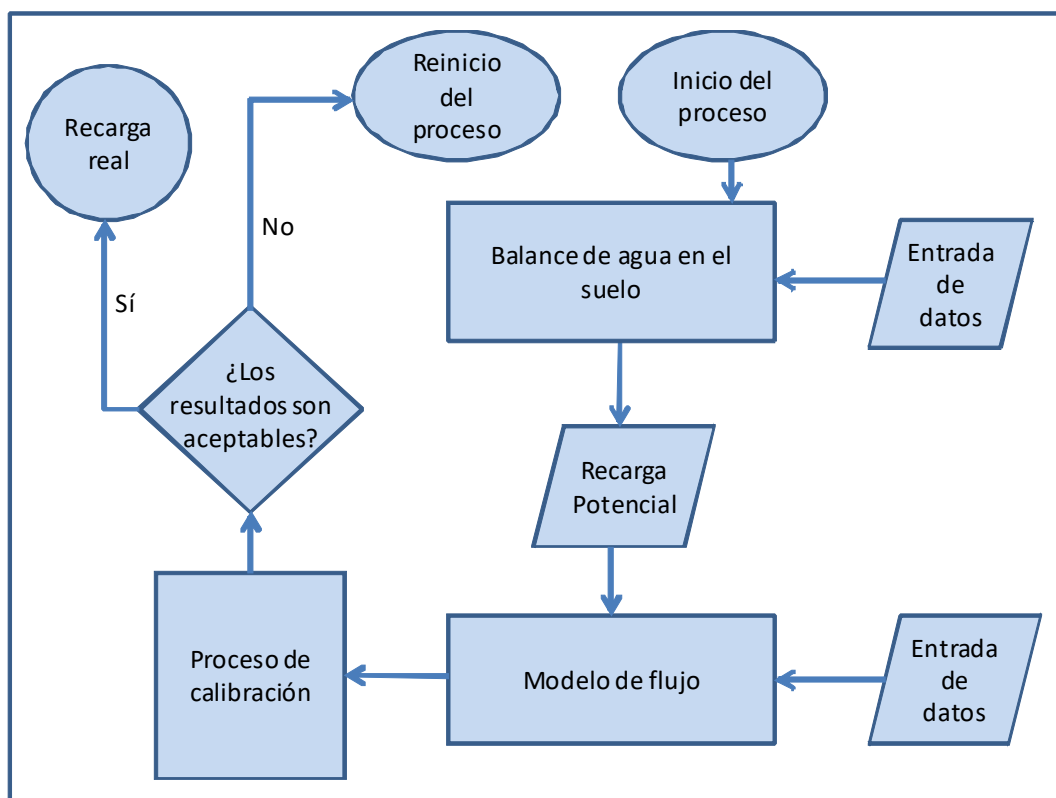 Inicio del
proceso
Balance de agua en el
suelo
Entrada
de
datos
Recarga
Potencial
Modelo de flujo
Entrada
de
datos
Proceso de
calibración
¿Los
resultados son
aceptables?
Sí
Recarga
real
No
Reinicio
del
proceso